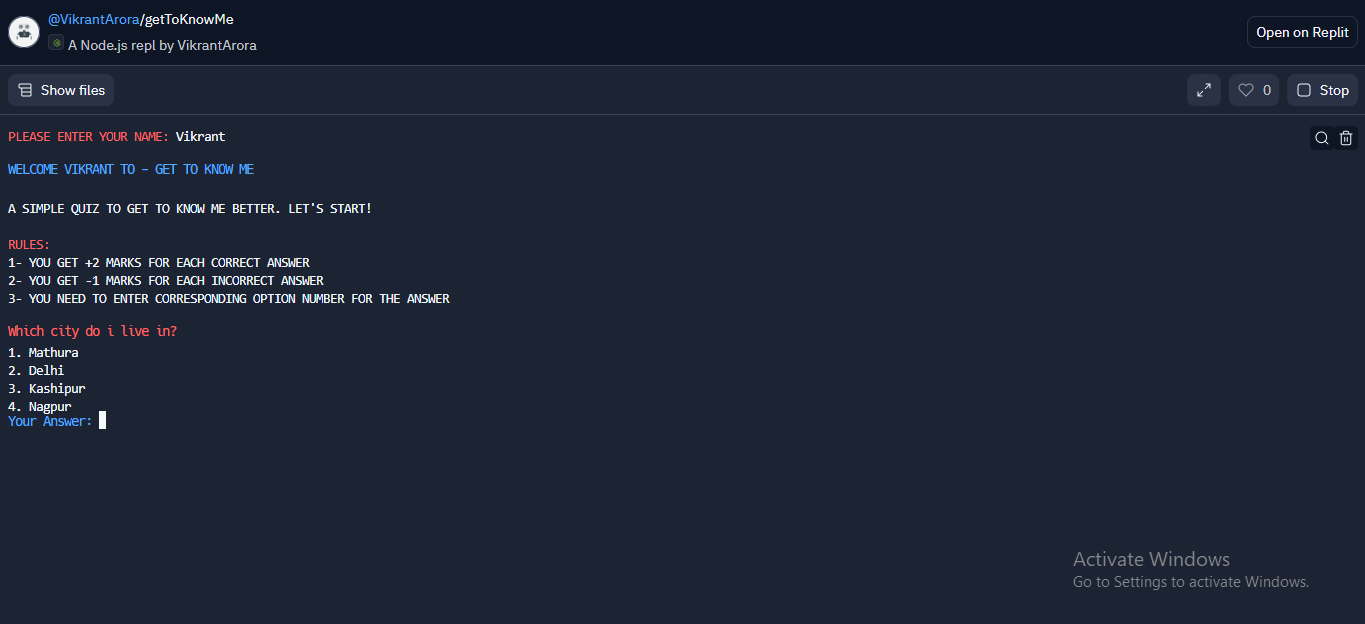 @VikrantArora/getToKnowMe
A Node.js repl by VikrantArora
Open on Replit
Show files
0
Stop
PLEASE ENTER YOUR NAME: Vikrant
WELCOME VIKRANT TO - GET TO KNOW ME
A SIMPLE QUIZ TO GET TO KNOW ME BETTER. LET'S START!
RULES:
1- YOU GET +2 MARKS FOR EACH CORRECT ANSWER
2- YOU GET -1 MARKS FOR EACH INCORRECT ANSWER
3- YOU NEED TO ENTER CORRESPONDING OPTION NUMBER FOR THE ANSWER
Which city do i live in?
1. Mathura
2. Delhi
3. Kashipur
4. Nagpur
Your Answer:
Activate Windows
Go to Settings to activate Windows.